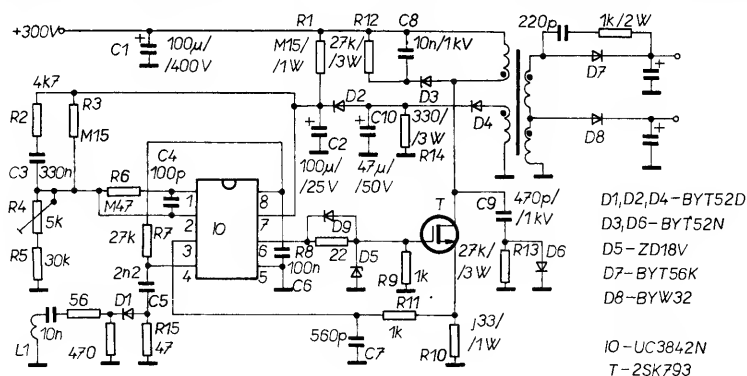 +300V
C1
100μ/
/400V
R1
M15/
/1W
R12
27k/
/3W
C8
10n/1kV
D3
220p
1k/2W
D7
D8
4k7
R2
R3
M15
C3
330n
R4
5k
R5
30k
R6
M47
C4
100p
D2
C2
100μ/
/25V
C10
47μ/
/50V
330/
/3W
R14
D4
1
2
3
4
8
7
6
5
IO
R7
27k
R8
22
D9
100n
C6
D5
R9
1k
T
C9
470p/
/1kV
27k/
/3W
R13
D6
2n2
C5
56
D1
10n
L1
470
R15
47
560p
C7
R11
1k
R10
j33/
/1W
D1,D2,D4-BYT52D
D3,D6-BYT52N
D5-ZD18V
D7-BYT56K
D8-BYW32
IO-UC3842N
T-2SK793